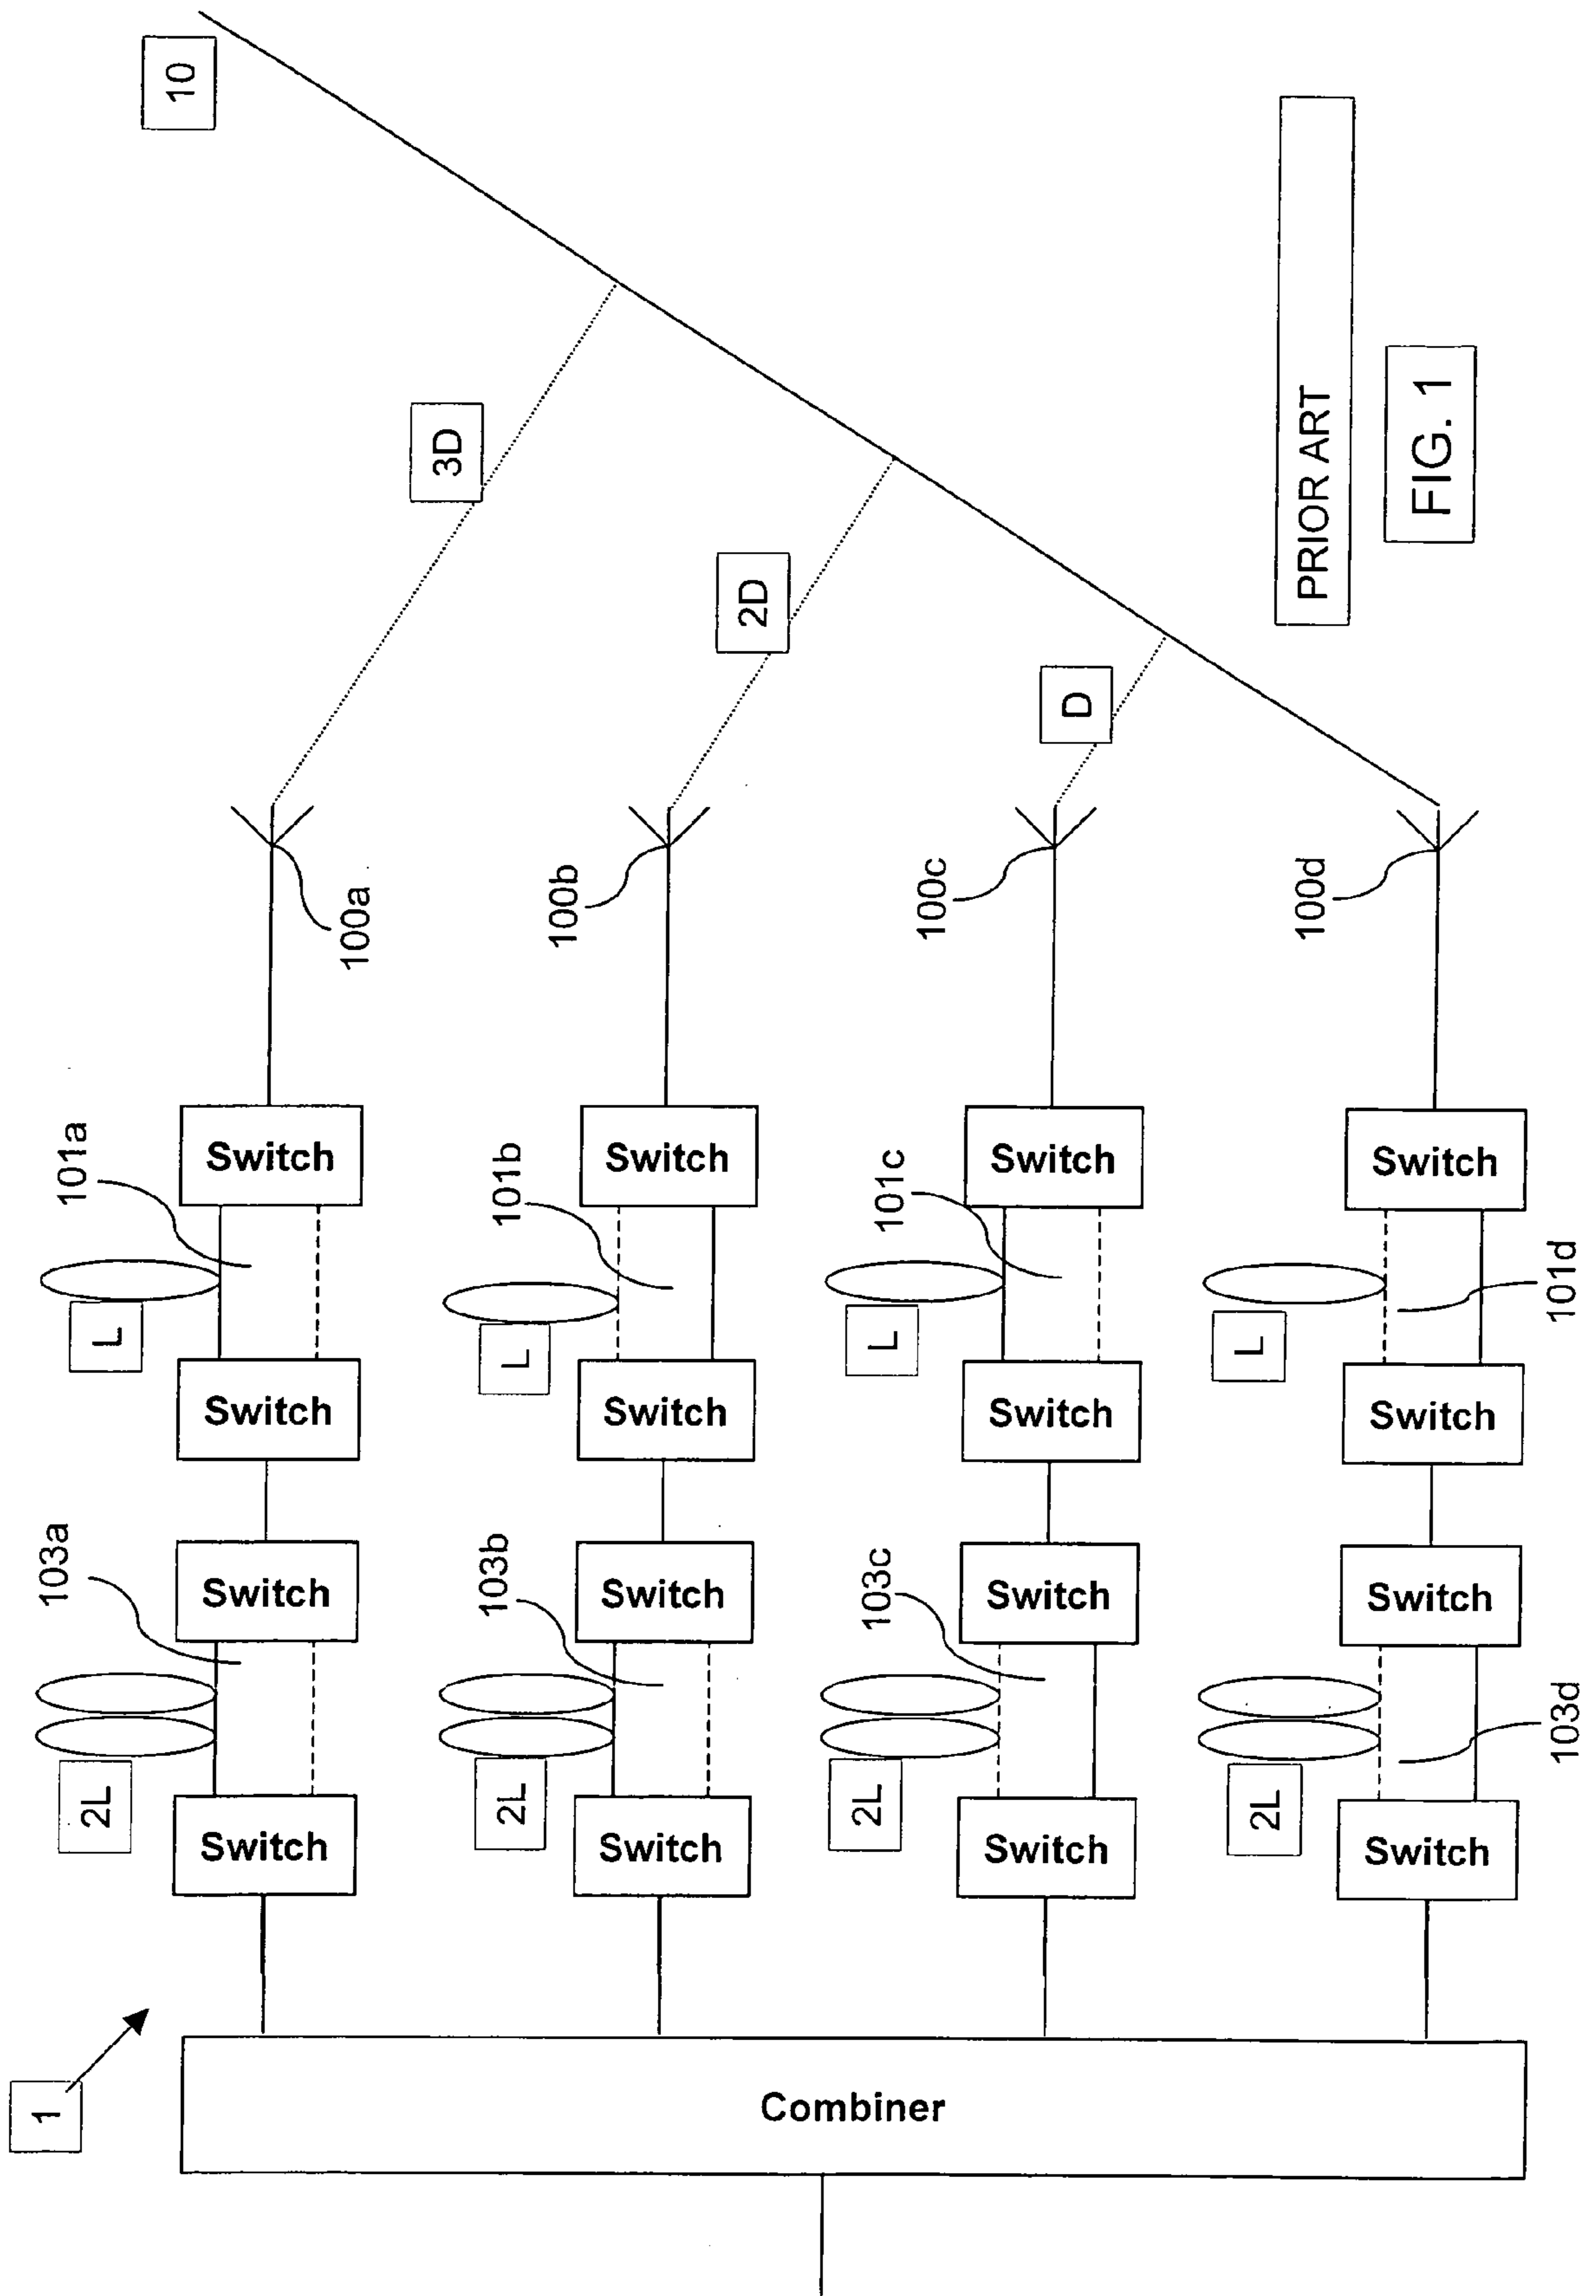 10
3D
2D
D
100a
100b
100c
100d
Switch
Switch
Switch
Switch
101a
101b
101c
101d
L
L
L
L
Switch
Switch
Switch
Switch
103a
103b
103c
103d
Switch
Switch
Switch
Switch
2L
2L
2L
2L
Switch
Switch
Switch
Switch
1
Combiner
PRIOR ART
FIG. 1